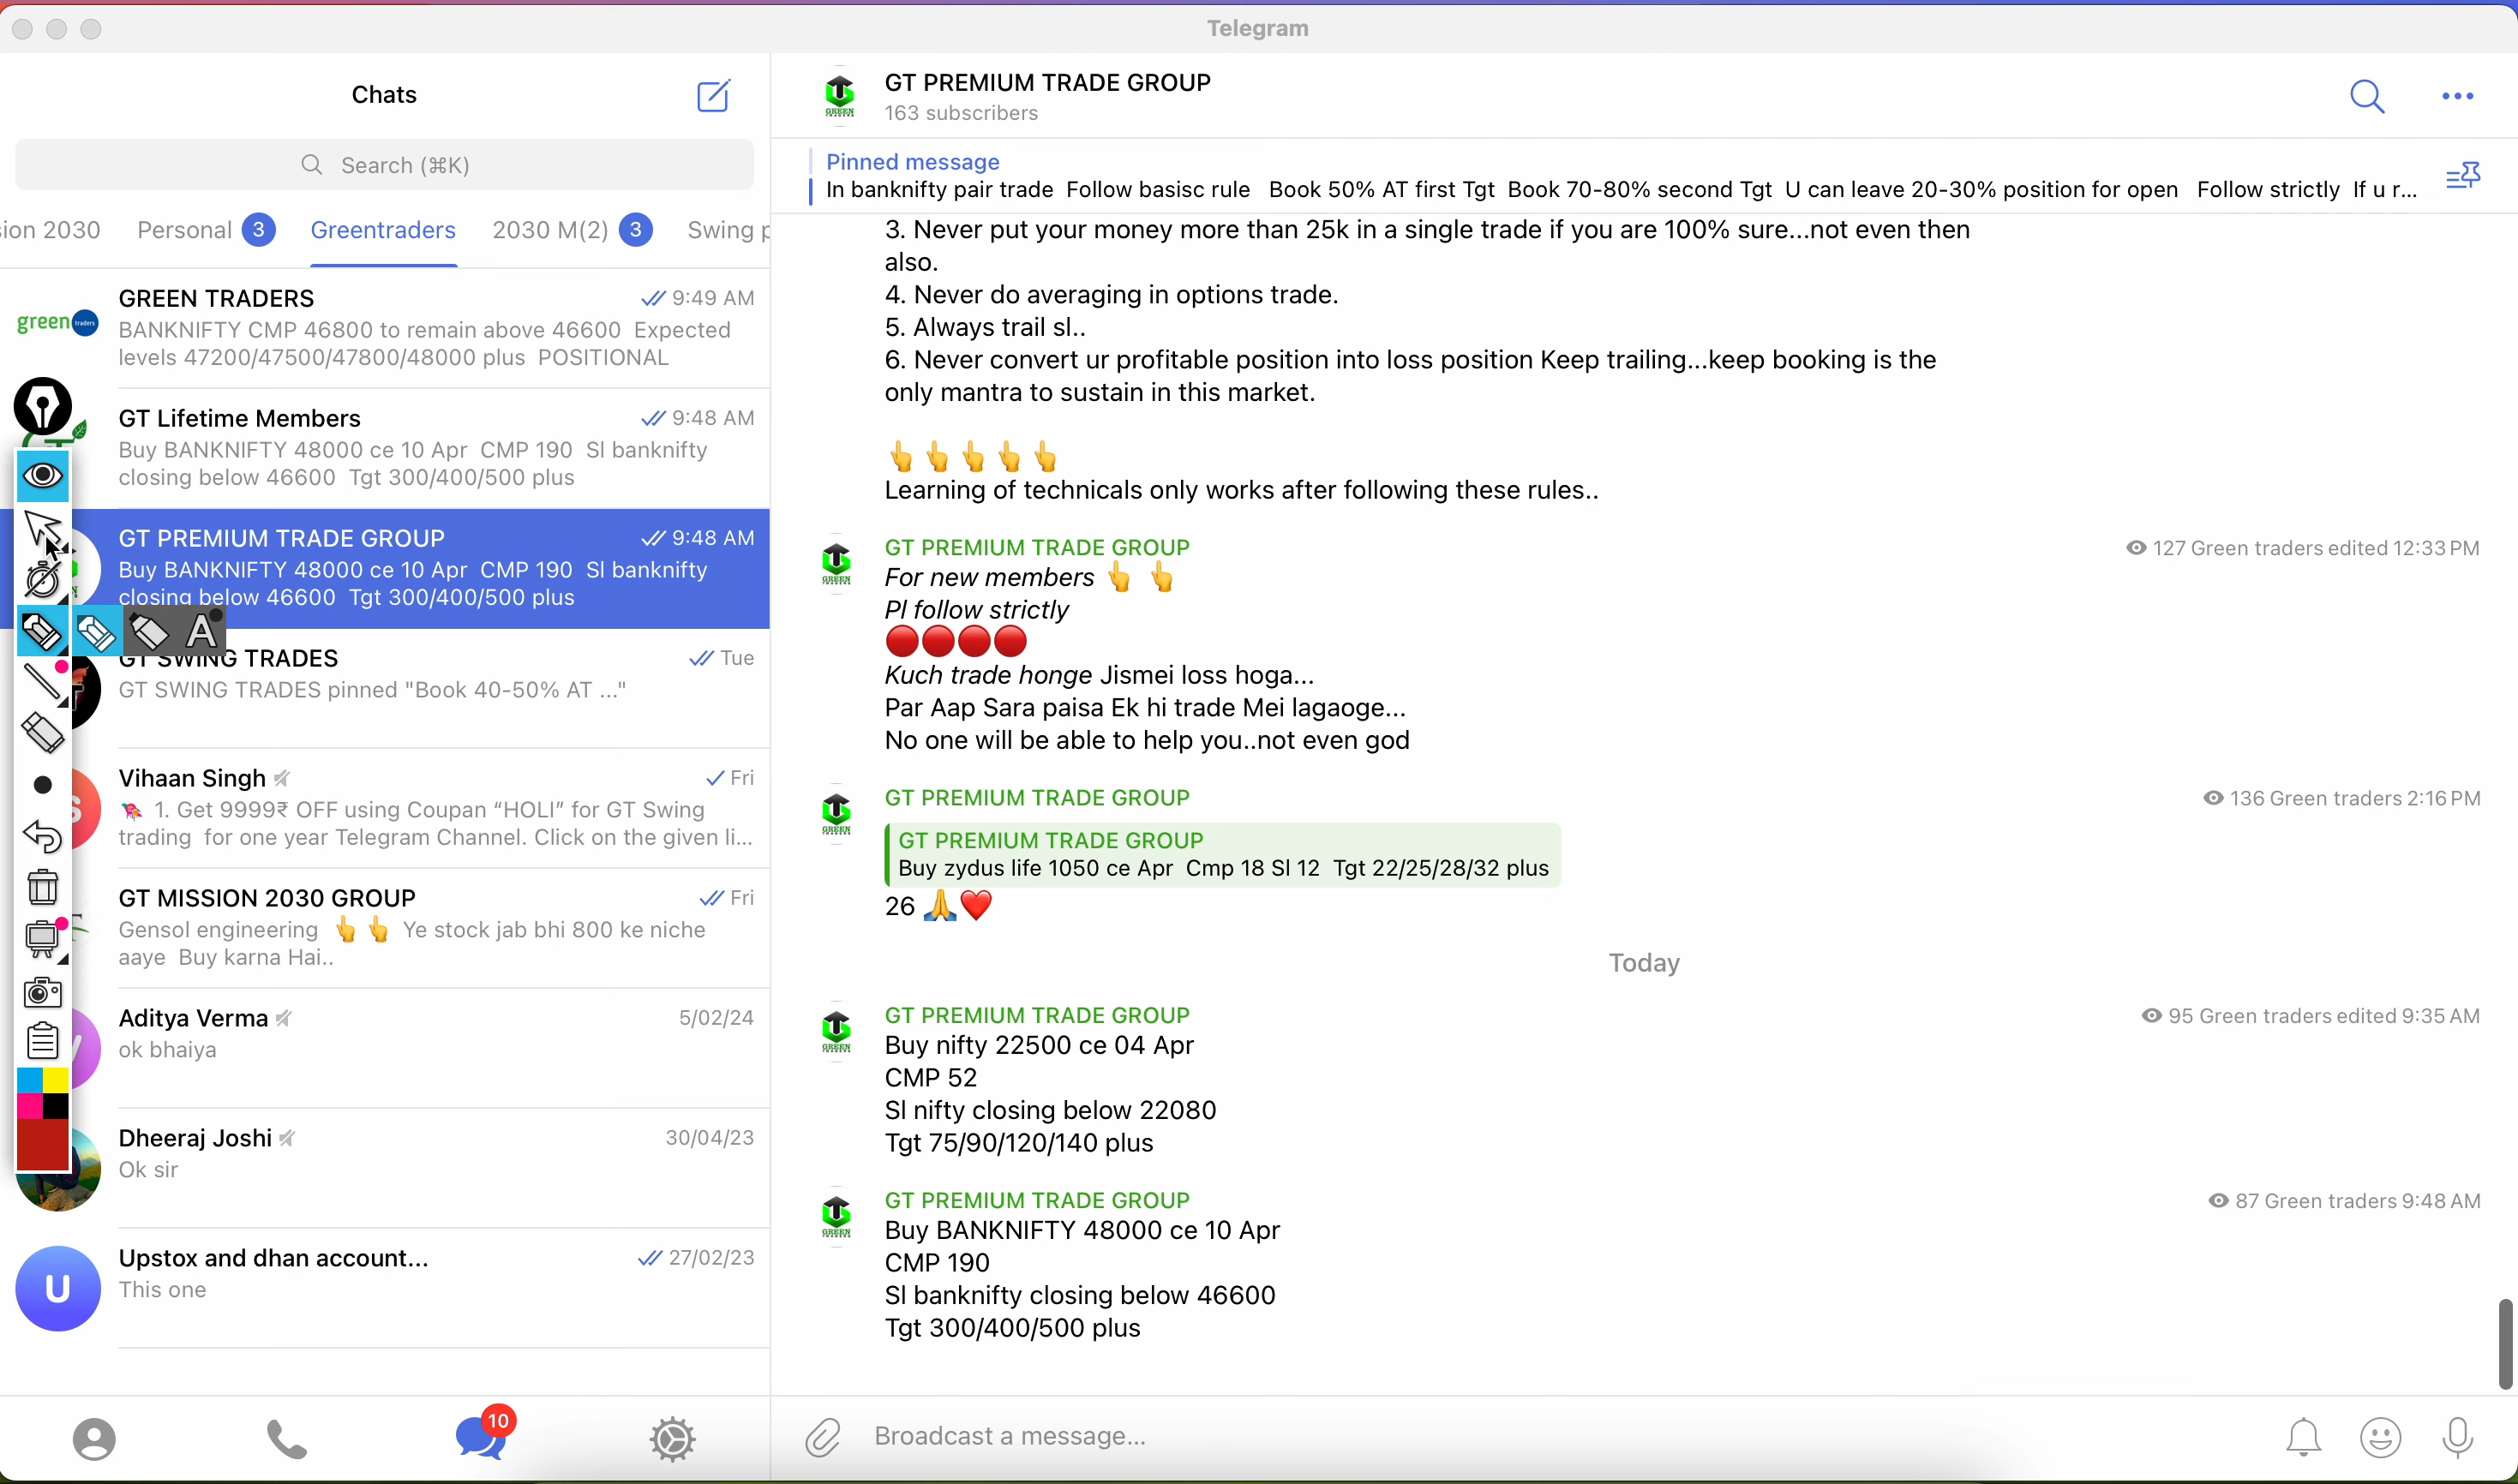 Telegram
Chats
Search (⌘K)
ion 2030 Personal 3 Greentraders 2030 M(2) 3 Swing p
green traders
GREEN TRADERS 9:49 AM
BANKNIFTY CMP 46800 to remain above 46600 Expected
levels 47200/47500/47800/48000 plus POSITIONAL
GT Lifetime Members 9:48 AM
Buy BANKNIFTY 48000 ce 10 Apr CMP 190 Sl banknifty
closing below 46600 Tgt 300/400/500 plus
GT PREMIUM TRADE GROUP 9:48 AM
Buy BANKNIFTY 48000 ce 10 Apr CMP 190 Sl banknifty
closing below 46600 Tgt 300/400/500 plus
A
GT SWING TRADES Tue
GT SWING TRADES pinned "Book 40-50% AT ..."
Vihaan Singh Fri
1. Get 9999₹ OFF using Coupan “HOLI” for GT Swing
trading for one year Telegram Channel. Click on the given li...
GT MISSION 2030 GROUP Fri
Gensol engineering 👆 👆 Ye stock jab bhi 800 ke niche
aaye Buy karna Hai..
Aditya Verma 5/02/24
ok bhaiya
Dheeraj Joshi 30/04/23
Ok sir
U
Upstox and dhan account... 27/02/23
This one
10
GT PREMIUM TRADE GROUP
163 subscribers
Pinned message
In banknifty pair trade Follow basisc rule Book 50% AT first Tgt Book 70-80% second Tgt U can leave 20-30% position for open Follow strictly If u r...
3. Never put your money more than 25k in a single trade if you are 100% sure...not even then
also.
4. Never do averaging in options trade.
5. Always trail sl..
6. Never convert ur profitable position into loss position Keep trailing...keep booking is the
only mantra to sustain in this market.
👆👆👆👆👆
Learning of technicals only works after following these rules..
GT PREMIUM TRADE GROUP 127 Green traders edited 12:33 PM
For new members 👆 👆
Pl follow strictly
🔴🔴🔴🔴
Kuch trade honge Jismei loss hoga...
Par Aap Sara paisa Ek hi trade Mei lagaoge...
No one will be able to help you..not even god
GT PREMIUM TRADE GROUP 136 Green traders 2:16 PM
GT PREMIUM TRADE GROUP
Buy zydus life 1050 ce Apr Cmp 18 Sl 12 Tgt 22/25/28/32 plus
26 🙏❤️
Today
GT PREMIUM TRADE GROUP 95 Green traders edited 9:35 AM
Buy nifty 22500 ce 04 Apr
CMP 52
Sl nifty closing below 22080
Tgt 75/90/120/140 plus
GT PREMIUM TRADE GROUP 87 Green traders 9:48 AM
Buy BANKNIFTY 48000 ce 10 Apr
CMP 190
Sl banknifty closing below 46600
Tgt 300/400/500 plus
Broadcast a message...